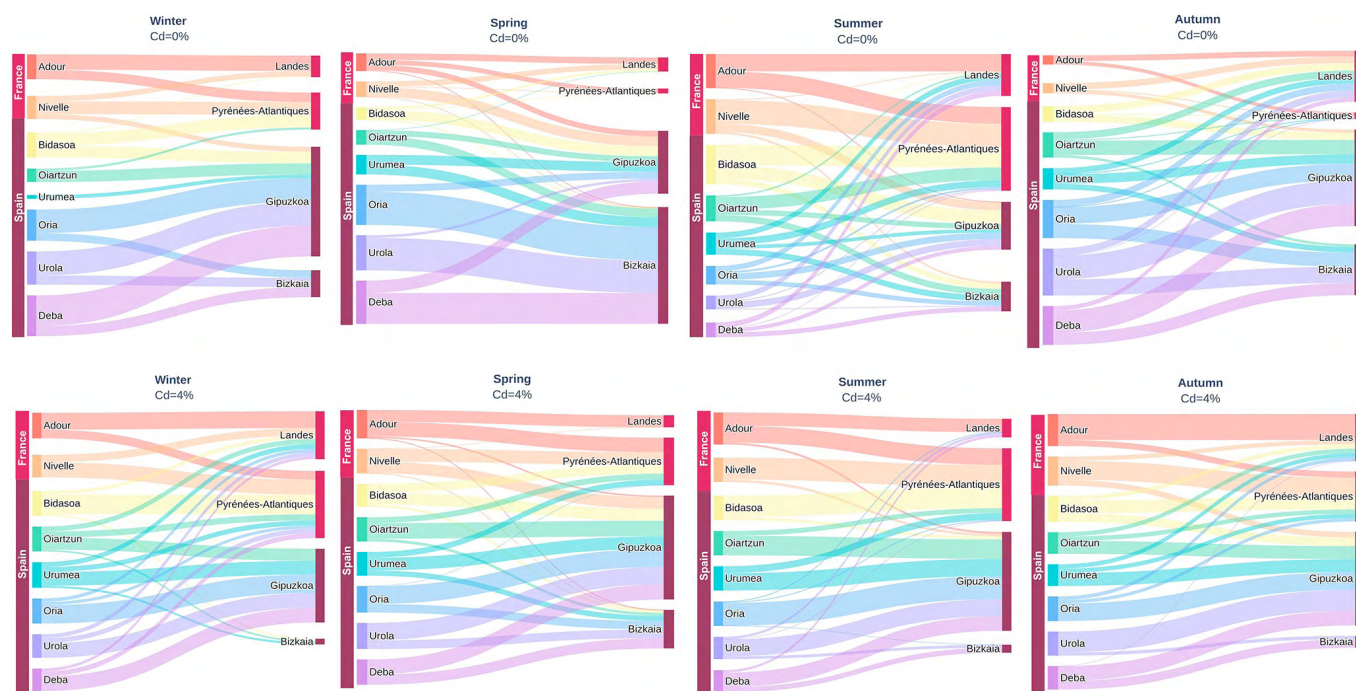 Winter
Cd=0%
France
Spain
Adour
Nivelle
Bidasoa
Oiartzun
Urumea
Oria
Urola
Deba
Landes
Pyrénées-Atlantiques
Gipuzkoa
Bizkaia
Spring
Cd=0%
France
Spain
Adour
Nivelle
Bidasoa
Oiartzun
Urumea
Oria
Urola
Deba
Landes
Pyrénées-Atlantiques
Gipuzkoa
Bizkaia
Summer
Cd=0%
France
Spain
Adour
Nivelle
Bidasoa
Oiartzun
Urumea
Oria
Urola
Deba
Landes
Pyrénées-Atlantiques
Gipuzkoa
Bizkaia
Autumn
Cd=0%
France
Spain
Adour
Nivelle
Bidasoa
Oiartzun
Urumea
Oria
Urola
Deba
Landes
Pyrénées-Atlantiques
Gipuzkoa
Bizkaia
Winter
Cd=4%
France
Spain
Adour
Nivelle
Bidasoa
Oiartzun
Urumea
Oria
Urola
Deba
Landes
Pyrénées-Atlantiques
Gipuzkoa
Bizkaia
Spring
Cd=4%
France
Spain
Adour
Nivelle
Bidasoa
Oiartzun
Urumea
Oria
Urola
Deba
Landes
Pyrénées-Atlantiques
Gipuzkoa
Bizkaia
Summer
Cd=4%
France
Spain
Adour
Nivelle
Bidasoa
Oiartzun
Urumea
Oria
Urola
Deba
Landes
Pyrénées-Atlantiques
Gipuzkoa
Bizkaia
Autumn
Cd=4%
France
Spain
Adour
Nivelle
Bidasoa
Oiartzun
Urumea
Oria
Urola
Deba
Landes
Pyrénées-Atlantiques
Gipuzkoa
Bizkaia